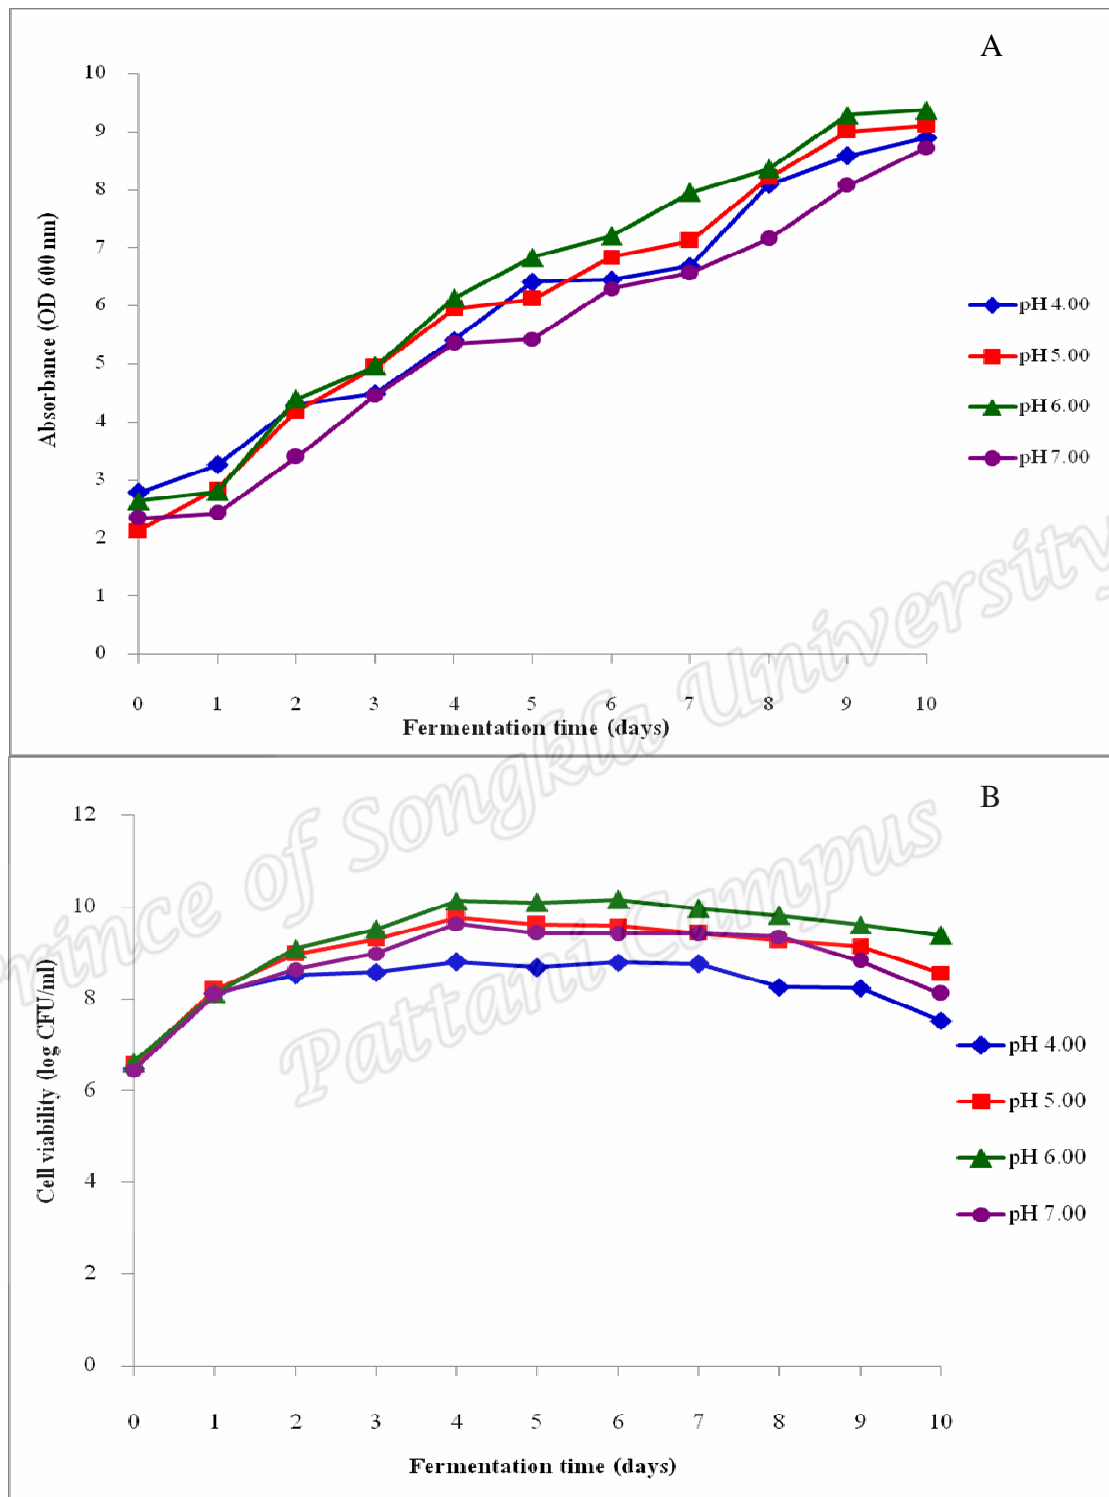 A
10
9
8
7
6
5
4
3
2
1
0
Absorbance (OD 600 nm)
0 1 2 3 4 5 6 7 8 9 10
Fermentation time (days)
pH 4.00
pH 5.00
pH 6.00
pH 7.00
B
12
10
8
6
4
2
0
Cell viability (log CFU/ml)
0 1 2 3 4 5 6 7 8 9 10
Fermentation time (days)
pH 4.00
pH 5.00
pH 6.00
pH 7.00
Prince of Songkla University
Pattani Campus